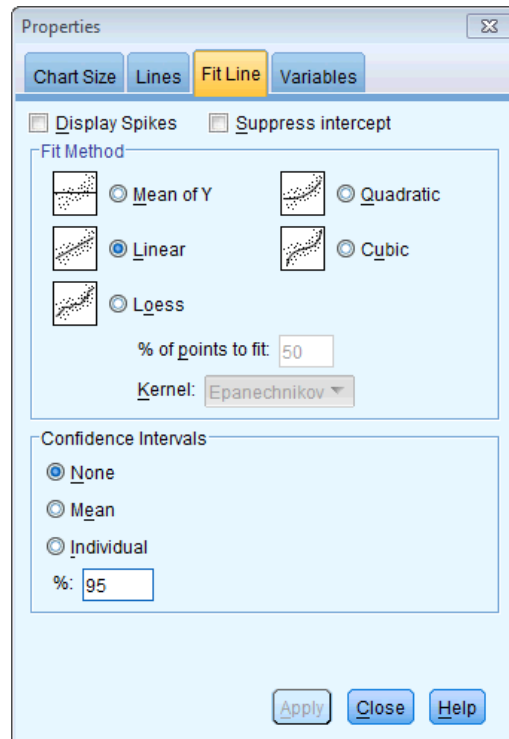 Properties
Chart Size Lines Fit Line Variables
Display Spikes Suppress intercept
Fit Method
Mean of Y Quadratic
Linear Cubic
Loess
% of points to fit: 50
Kernel: Epanechnikov
Confidence Intervals
None
Mean
Individual
%: 95
Apply Close Help